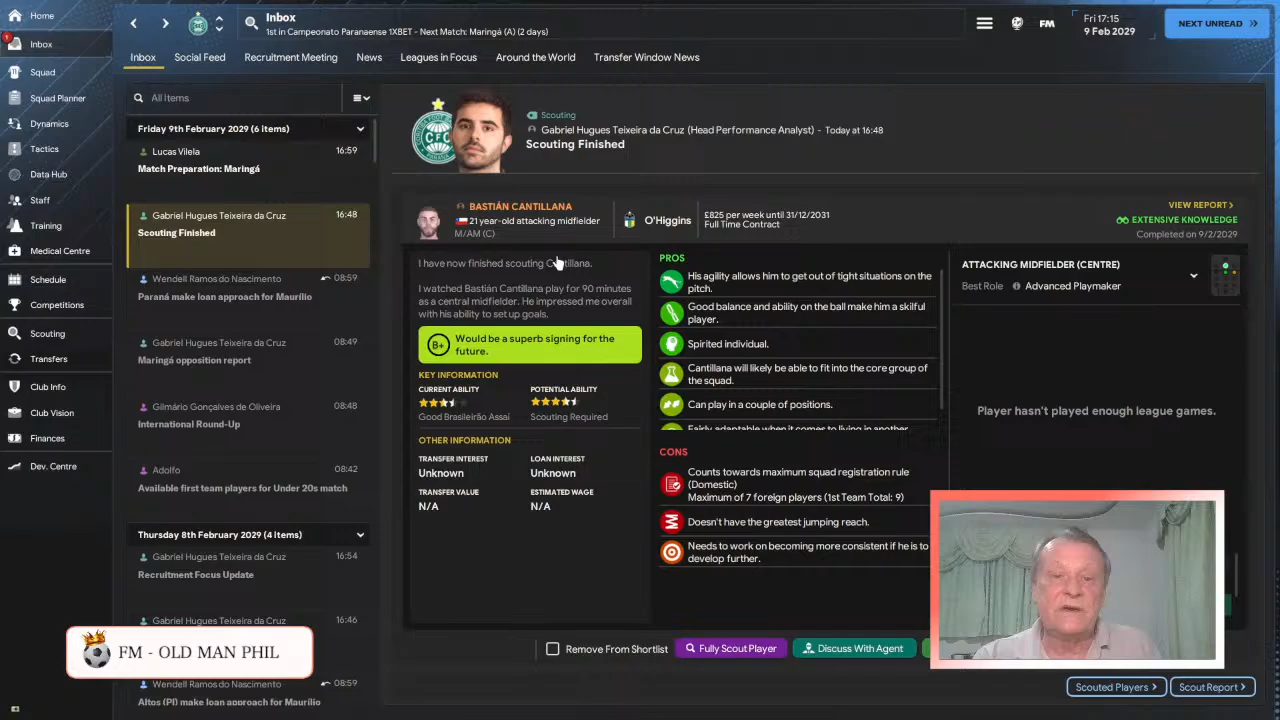 Home
Inbox
1
Squad
Squad Planner
Dynamics
Tactics
Data Hub
Staff
Training
Medical Centre
Schedule
Competitions
Scouting
Transfers
Club Info
Club Vision
Finances
Dev. Centre
Inbox
1st in Campeonato Paranaense 1XBET - Next Match: Maringá (A) (2 days)
FM
Fri 17:15
9 Feb 2029
NEXT UNREAD
Inbox
Social Feed
Recruitment Meeting
News
Leagues in Focus
Around the World
Transfer Window News
All Items
Friday 9th February 2029 (6 items)
Lucas Vilela 16:59
Match Preparation: Maringá
Gabriel Hugues Teixeira da Cruz 16:48
Scouting Finished
Wendell Ramos do Nascimento 08:59
Paraná make loan approach for Maurílio
Gabriel Hugues Teixeira da Cruz 08:49
Maringá opposition report
Gilmário Gonçalves de Oliveira 08:48
International Round-Up
Adolfo 08:42
Available first team players for Under 20s match
Thursday 8th February 2029 (4 items)
Gabriel Hugues Teixeira da Cruz 16:54
Recruitment Focus Update
Gabriel Hugues Teixeira da Cruz 16:46
Wendell Ramos do Nascimento 08:59
Altos (PI) make loan approach for Maurílio
FM - OLD MAN PHIL
CFC
Scouting
Gabriel Hugues Teixeira da Cruz (Head Performance Analyst) - Today at 16:48
Scouting Finished
BASTIÁN CANTILLANA
21 year-old attacking midfielder
M/AM (C)
O'Higgins
£825 per week until 31/12/2031
Full Time Contract
VIEW REPORT
EXTENSIVE KNOWLEDGE
Completed on 9/2/2029
I have now finished scouting Cantillana.
I watched Bastián Cantillana play for 90 minutes
as a central midfielder. He impressed me overall
with his ability to set up goals.
B+
Would be a superb signing for the
future.
KEY INFORMATION
CURRENT ABILITY
POTENTIAL ABILITY
Good Brasileirão Assai
Scouting Required
OTHER INFORMATION
TRANSFER INTEREST
LOAN INTEREST
Unknown
Unknown
TRANSFER VALUE
ESTIMATED WAGE
N/A
N/A
PROS
His agility allows him to get out of tight situations on the
pitch.
Good balance and ability on the ball make him a skilful
player.
Spirited individual.
Cantillana will likely be able to fit into the core group of
the squad.
Can play in a couple of positions.
Fairly adaptable when it comes to living in another
CONS
Counts towards maximum squad registration rule
(Domestic)
Maximum of 7 foreign players (1st Team Total: 9)
Doesn't have the greatest jumping reach.
Needs to work on becoming more consistent if he is to
develop further.
ATTACKING MIDFIELDER (CENTRE)
Best Role Advanced Playmaker
Player hasn't played enough league games.
Remove From Shortlist
Fully Scout Player
Discuss With Agent
Scouted Players
Scout Report